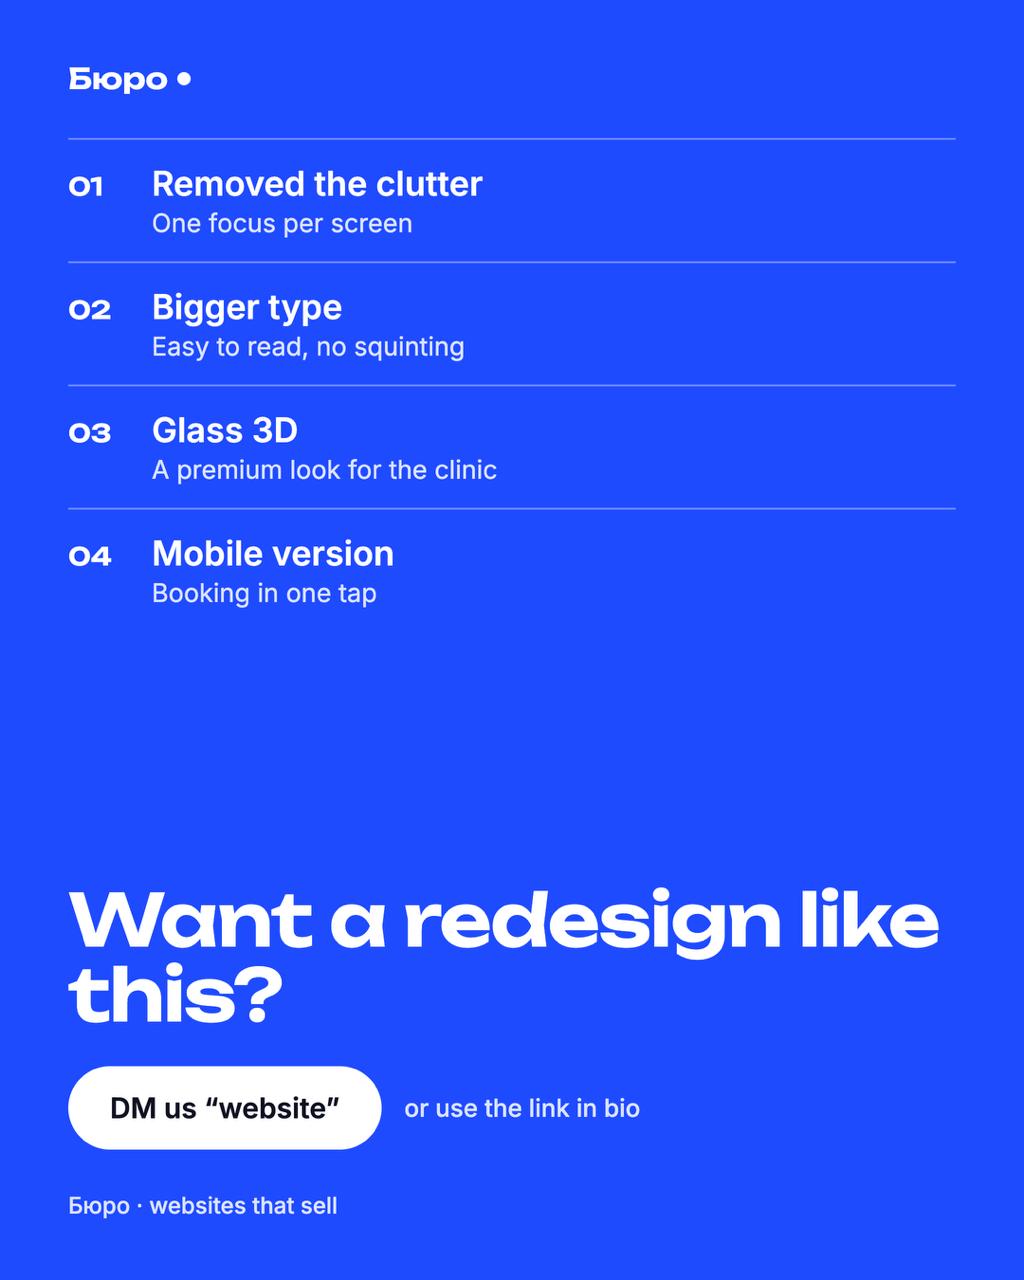 Бюро
01 Removed the clutter
One focus per screen
02 Bigger type
Easy to read, no squinting
03 Glass 3D
A premium look for the clinic
04 Mobile version
Booking in one tap
Want a redesign like
this?
DM us “website” or use the link in bio
Бюро · websites that sell